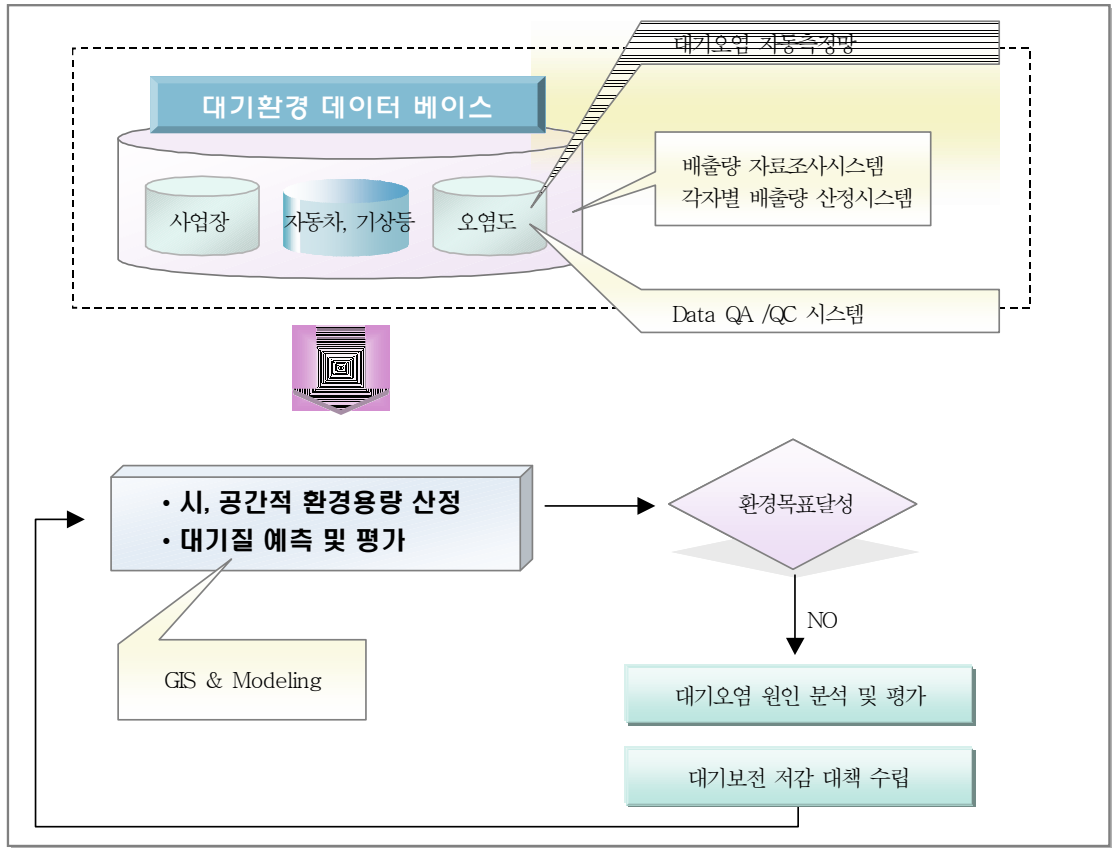 대기오염 자동측정망
대기환경 데이터 베이스
배출량 자료조사시스템
각자별 배출량 산정시스템
사업장
자동차, 기상등
오염도
Data QA /QC 시스템
• 시, 공간적 환경용량 산정
• 대기질 예측 및 평가
환경목표달성
NO
GIS & Modeling
대기오염 원인 분석 및 평가
대기보전 저감 대책 수립